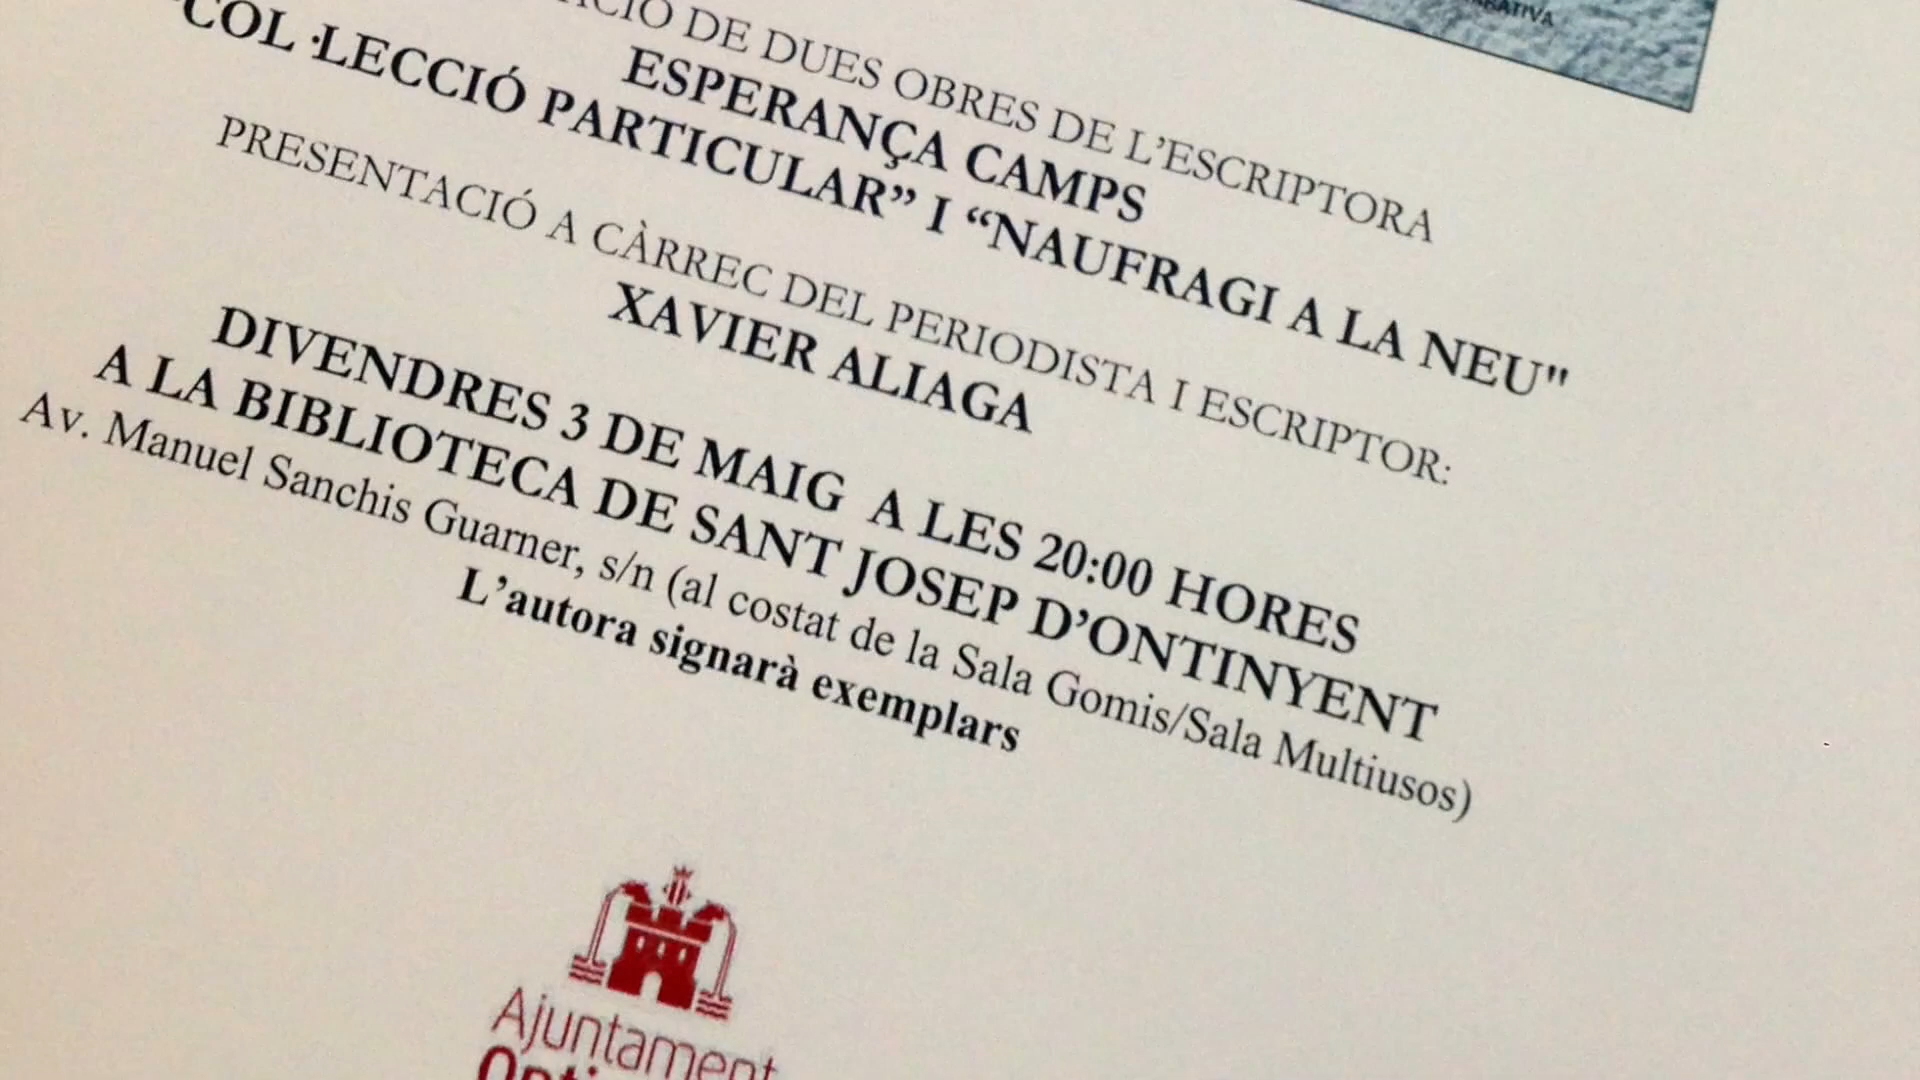 DE DUES OBRES DE L'ESCRIPTORA
ESPERANÇA CAMPS
COL·LECCIÓ PARTICULAR” I “NAUFRAGI A LA NEU"
PRESENTACIÓ A CÀRREC DEL PERIODISTA I ESCRIPTOR:
XAVIER ALIAGA
DIVENDRES 3 DE MAIG A LES 20:00 HORES
A LA BIBLIOTECA DE SANT JOSEP D’ONTINYENT
Av. Manuel Sanchis Guarner, s/n (al costat de la Sala Gomis/Sala Multiusos)
L’autora signarà exemplars
Ajuntament